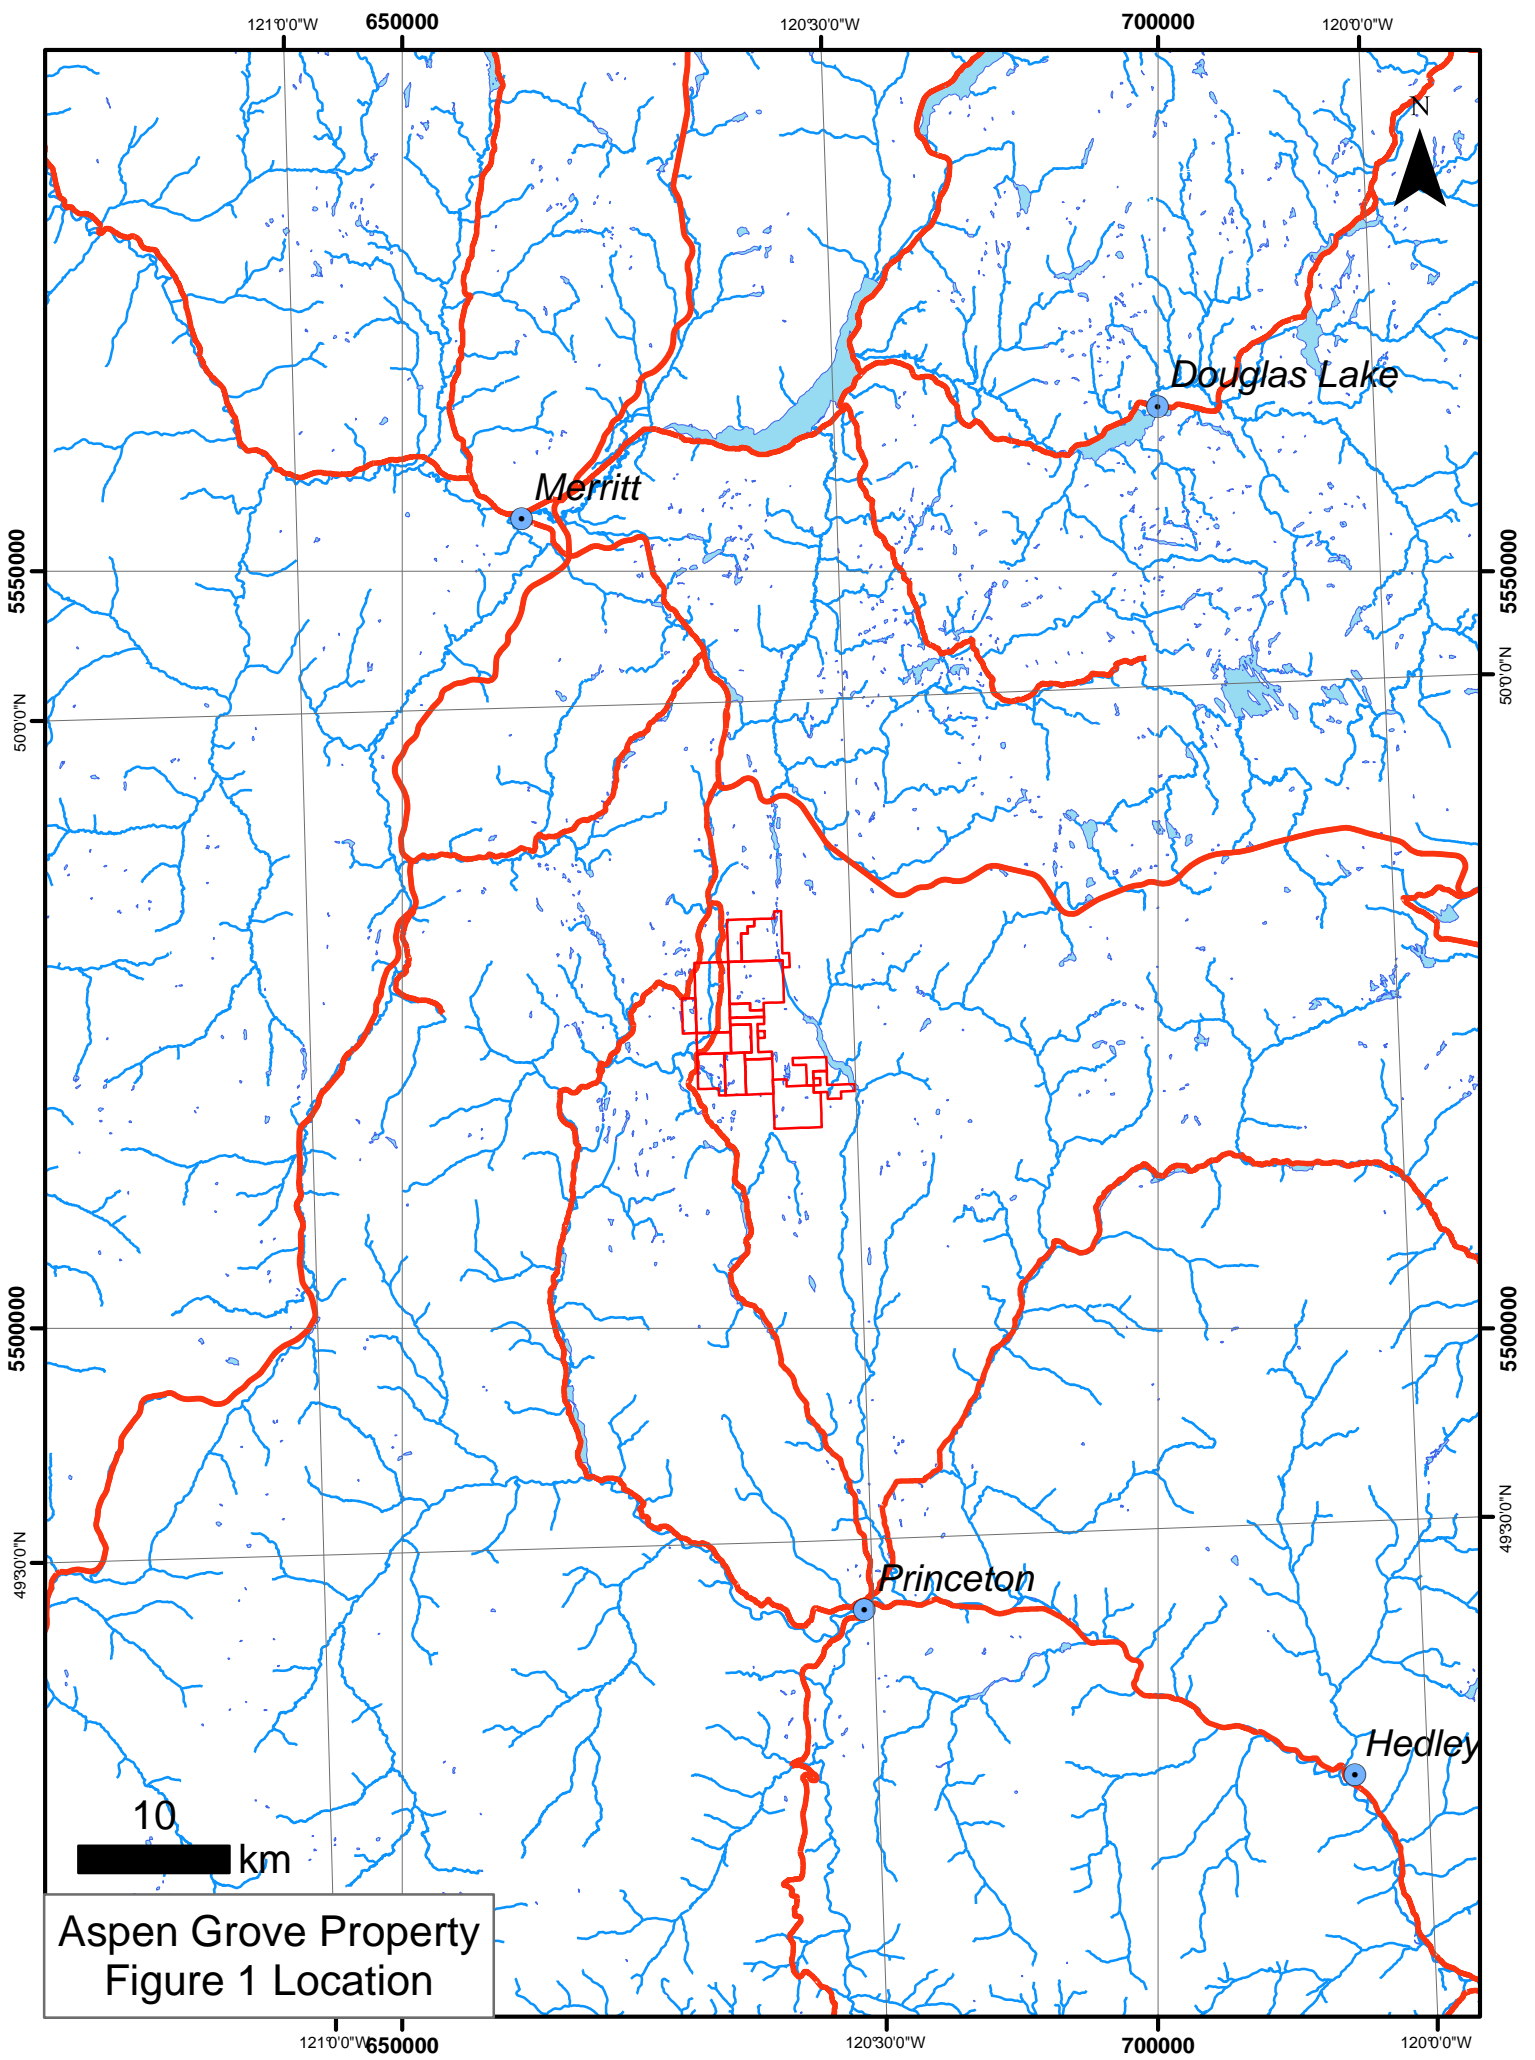 121°0'0"W 650000 120°30'0"W 700000 120°0'0"W
N
Douglas Lake
Merritt
5550000 5550000
50°0'0"N 50°0'0"N
5500000 5500000
49°30'0"N 49°30'0"N
Princeton
Hedley
10
km
Aspen Grove Property
Figure 1 Location
121°0'0"W 650000 120°30'0"W 700000 120°0'0"W